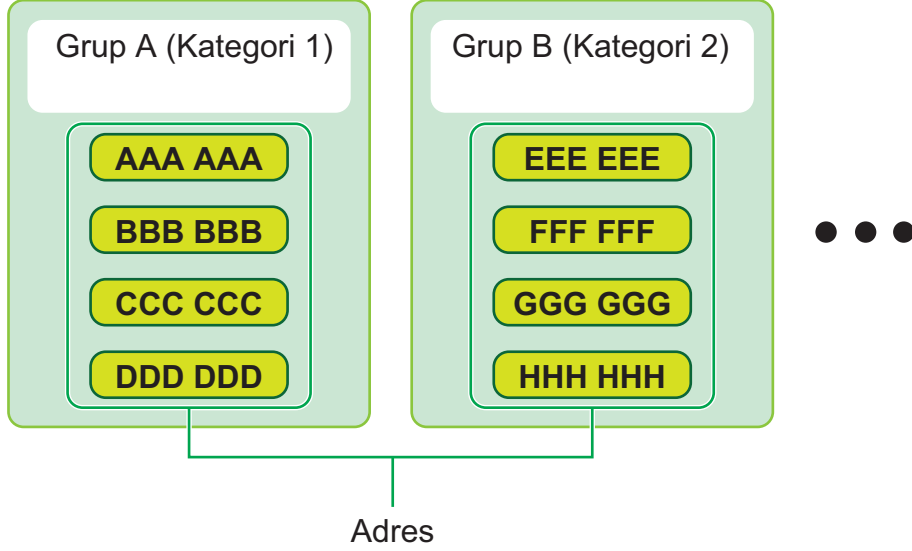 Grup A (Kategori 1)
AAA AAA
BBB BBB
CCC CCC
DDD DDD
Grup B (Kategori 2)
EEE EEE
FFF FFF
GGG GGG
HHH HHH
Adres